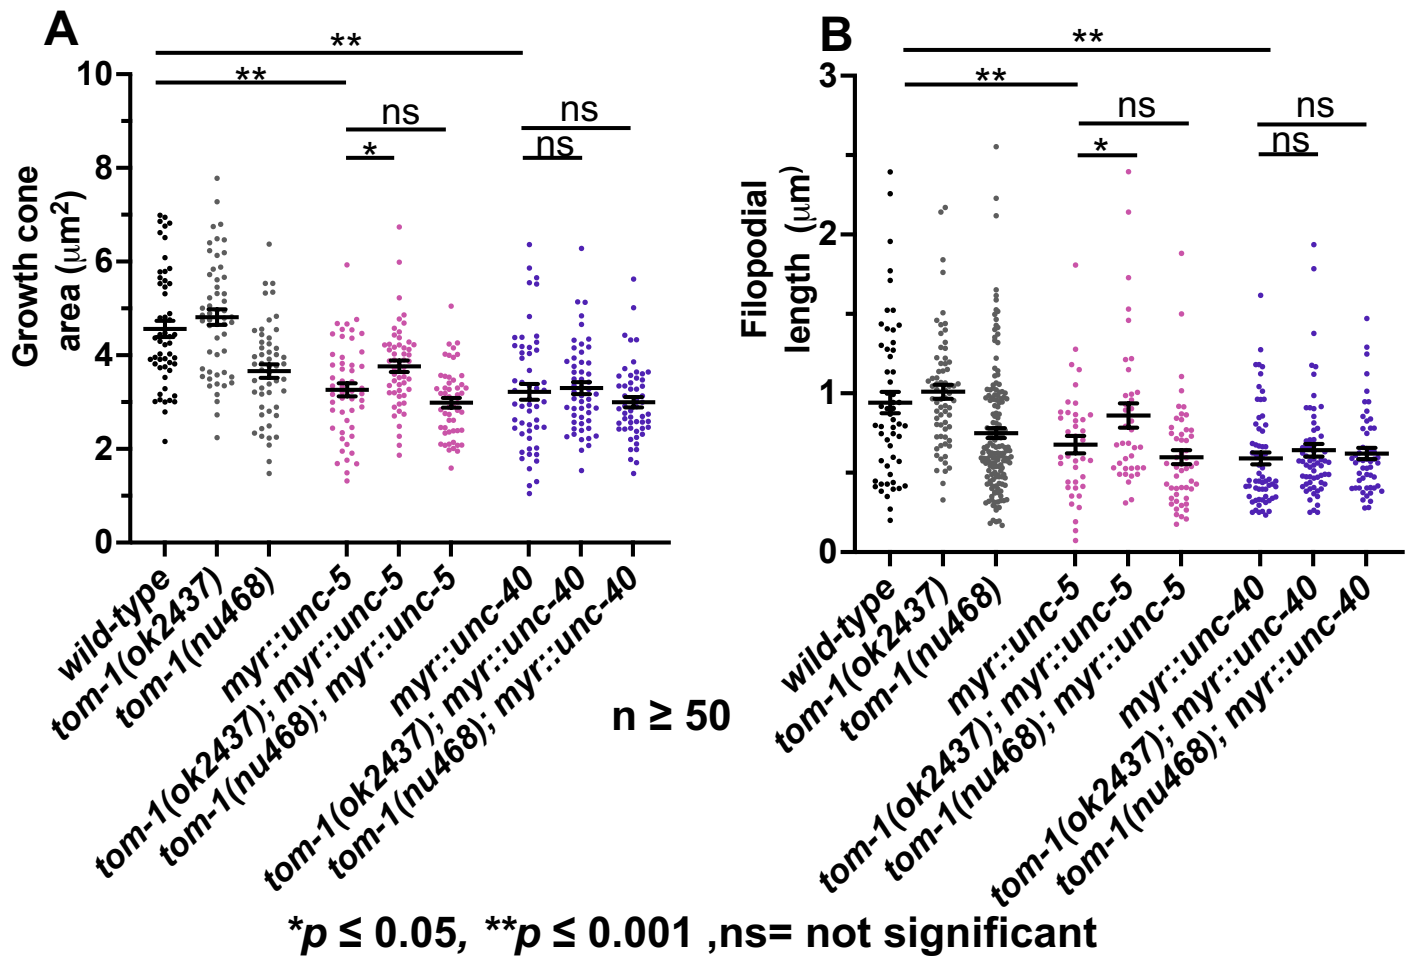 A
**
**
ns
*
ns
ns
Growth cone
area (μm²)
10
8
6
4
2
0
wild-type
tom-1(ok2437)
tom-1(nu468)
myr::unc-5
tom-1(ok2437); myr::unc-5
tom-1(nu468); myr::unc-5
myr::unc-40
tom-1(ok2437); myr::unc-40
tom-1(nu468); myr::unc-40
B
**
**
ns
*
ns
ns
Filopodial
length (μm)
3
2
1
0
wild-type
tom-1(ok2437)
tom-1(nu468)
myr::unc-5
tom-1(ok2437); myr::unc-5
tom-1(nu468); myr::unc-5
myr::unc-40
tom-1(ok2437); myr::unc-40
tom-1(nu468); myr::unc-40
n ≥ 50
*p ≤ 0.05, **p ≤ 0.001 ,ns= not significant